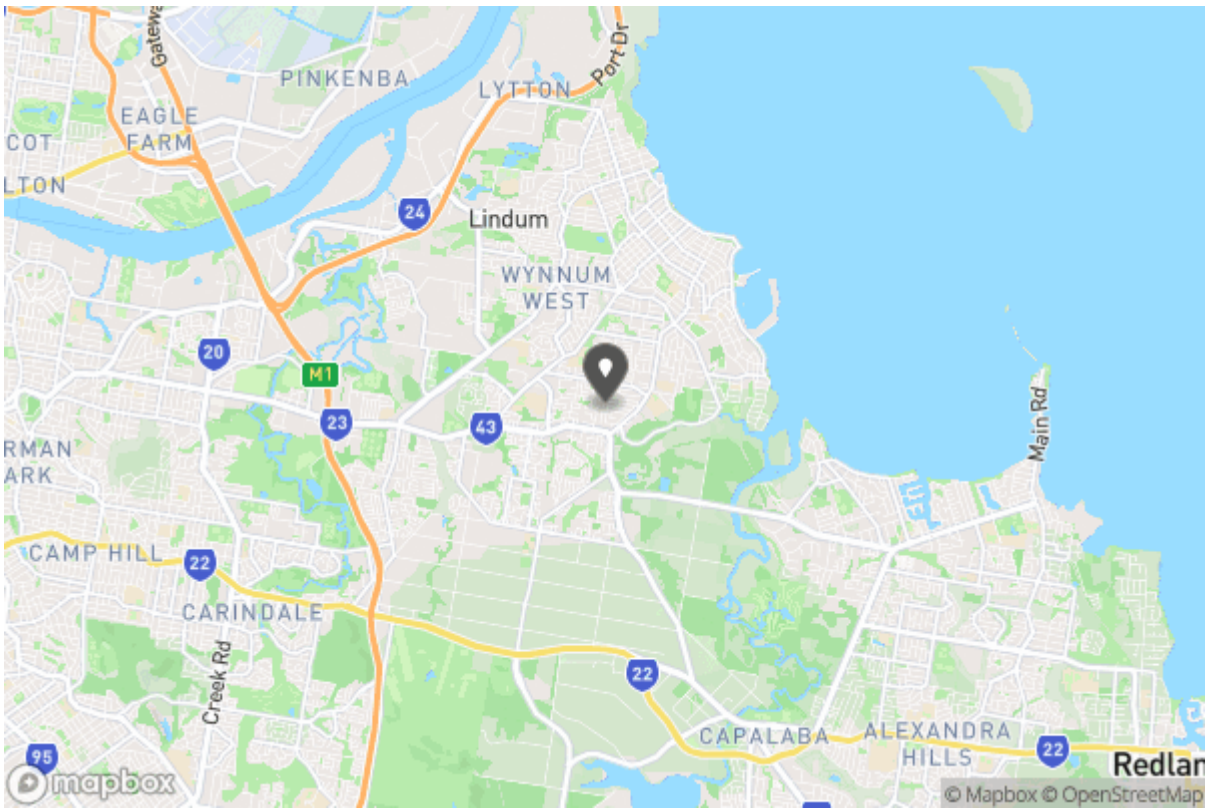 Gateway
PINKENBA
LYTTON
Port Dr
EAGLE
FARM
COT
LTON
24
Lindum
WYNNUM
WEST
20
M1
23
43
RMAN
ARK
Main Rd
CAMP HILL
22
CARINDALE
Creek Rd
22
CAPALABA
ALEXANDRA
HILLS
22
Redlan
95
mapbox
© Mapbox © OpenStreetMap